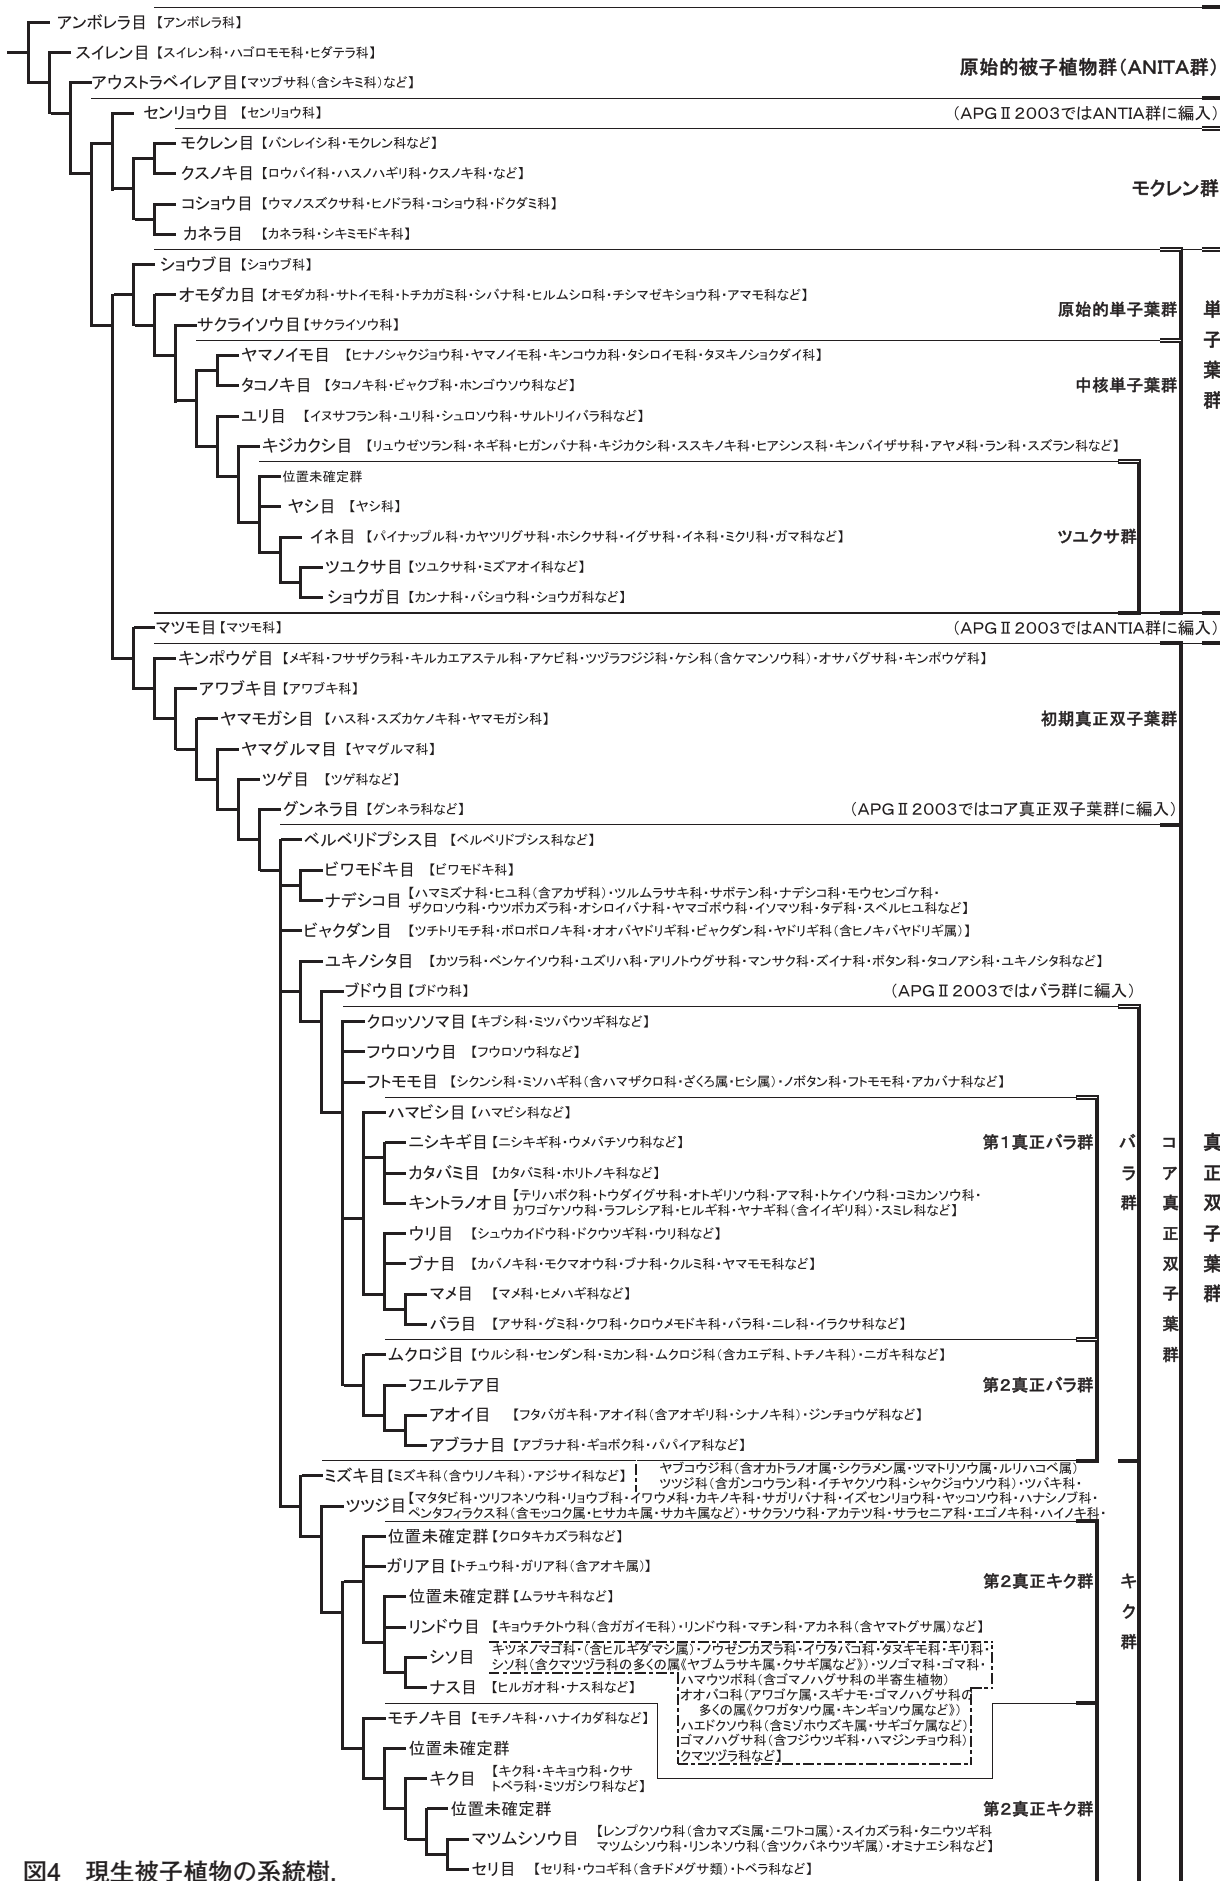 アンボレラ目【アンボレラ科】
スイレン目【スイレン科・ハゴロモモ科・ヒダテラ科】
原始的被子植物群(ANITA群)
アウストラベイレア目【マツブサ科(含シキミ科)など】
センリョウ目【センリョウ科】 (APGⅡ2003ではANTIA群に編入)
モクレン目【バンレイシ科・モクレン科など】
クスノキ目【ロウバイ科・ハスノハギリ科・クスノキ科・など】
モクレン群
コショウ目【ウマノスズクサ科・ヒノドラ科・コショウ科・ドクダミ科】
カネラ目【カネラ科・シキミモドキ科】
ショウブ目【ショウブ科】
オモダカ目【オモダカ科・サトイモ科・トチカガミ科・シバナ科・ヒルムシロ科・チシマゼキショウ科・アマモ科など】
原始的単子葉群
単子葉群
サクライソウ目【サクライソウ科】
ヤマノイモ目【ヒナノシャクジョウ科・ヤマノイモ科・キンコウカ科・タシロイモ科・タヌキノショクダイ科】
タコノキ目【タコノキ科・ビャクブ科・ホンゴウソウ科など】 中核単子葉群
ユリ目【イヌサフラン科・ユリ科・シュロソウ科・サルトリイバラ科など】
キジカクシ目【リュウゼツラン科・ネギ科・ヒガンバナ科・キジカクシ科・ススキノキ科・ヒアシンス科・キンバイザサ科・アヤメ科・ラン科・スズラン科など】
位置未確定群
ヤシ目【ヤシ科】
イネ目【パイナップル科・カヤツリグサ科・ホシクサ科・イグサ科・イネ科・ミクリ科・ガマ科など】 ツユクサ群
ツユクサ目【ツユクサ科・ミズアオイ科など】
ショウガ目【カンナ科・バショウ科・ショウガ科など】
マツモ目【マツモ科】 (APGⅡ2003ではANTIA群に編入)
キンポウゲ目【メギ科・フサザクラ科・キルカエアステル科・アケビ科・ツヅラフジ科・ケシ科(含ケマンソウ科)・オサバグサ科・キンポウゲ科】
アワブキ目【アワブキ科】
ヤマモガシ目【ハス科・スズカケノキ科・ヤマモガシ科】 初期真正双子葉群
ヤマグルマ目【ヤマグルマ科】
ツゲ目【ツゲ科など】
グンネラ目【グンネラ科など】 (APGⅡ2003ではコア真正双子葉群に編入)
ベルベリドプシス目【ベルベリドプシス科など】
ビワモドキ目【ビワモドキ科】
ナデシコ目【ハマミズナ科・ヒユ科(含アカザ科)・ツルムラサキ科・サボテン科・ナデシコ科・モウセンゴケ科・
ザクロソウ科・ウツボカズラ科・オシロイバナ科・ヤマゴボウ科・イソマツ科・タデ科・スベルヒユ科など】
ビャクダン目【ツチトリモチ科・ボロボロノキ科・オオバヤドリギ科・ビャクダン科・ヤドリギ科(含ヒノキバヤドリギ属)】
ユキノシタ目【カツラ科・ベンケイソウ科・ユズリハ科・アリノトウグサ科・マンサク科・ズイナ科・ボタン科・タコノアシ科・ユキノシタ科など】
ブドウ目【ブドウ科】 (APGⅡ2003ではバラ群に編入)
クロッソソマ目【キブシ科・ミツバウツギ科など】
フウロソウ目【フウロソウ科など】
フトモモ目【シクンシ科・ミソハギ科(含ハマザクロ科・ざくろ属・ヒシ属)・ノボタン科・フトモモ科・アカバナ科など】
ハマビシ目【ハマビシ科など】
ニシキギ目【ニシキギ科・ウメバチソウ科など】 第1真正バラ群
バラ群
コア真正双子葉群
真正双子葉群
カタバミ目【カタバミ科・ホリトノキ科など】
キントラノオ目【テリハボク科・トウダイグサ科・オトギリソウ科・アマ科・トケイソウ科・コミカンソウ科・
カワゴケソウ科・ラフレシア科・ヒルギ科・ヤナギ科(含イイギリ科)・スミレ科など】
ウリ目【シュウカイドウ科・ドクウツギ科・ウリ科など】
ブナ目【カバノキ科・モクマオウ科・ブナ科・クルミ科・ヤマモモ科など】
マメ目【マメ科・ヒメハギ科など】
バラ目【アサ科・グミ科・クワ科・クロウメモドキ科・バラ科・ニレ科・イラクサ科など】
ムクロジ目【ウルシ科・センダン科・ミカン科・ムクロジ科(含カエデ科、トチノキ科)・ニガキ科など】
フエルテア目 第2真正バラ群
アオイ目【フタバガキ科・アオイ科(含アオギリ科・シナノキ科)・ジンチョウゲ科など】
アブラナ目【アブラナ科・ギョボク科・パパイア科など】
ミズキ目【ミズキ科(含ウリノキ科)・アジサイ科など】
ヤブコウジ科(含オカトラノオ属・シクラメン属・ツマトリソウ属・ルリハコベ属)
ツツジ科(含ガンコウラン科・イチヤクソウ科・シャクジョウソウ科)・ツバキ科・
ツツジ目【マタタビ科・ツリフネソウ科・リョウブ科・イワウメ科・カキノキ科・サガリバナ科・イズセンリョウ科・ヤッコソウ科・ハナシノブ科・
ペンタフィラクス科(含モッコク属・ヒサカキ属・サカキ属など)・サクラソウ科・アカテツ科・サラセニア科・エゴノキ科・ハイノキ科・
位置未確定群【クロタキカズラ科など】
ガリア目【トチュウ科・ガリア科(含アオキ属)】
第2真正キク群
キク群
位置未確定群【ムラサキ科など】
リンドウ目【キョウチクトウ科(含ガガイモ科)・リンドウ科・マチン科・アカネ科(含ヤマトグサ属)など】
シソ目 キツネノマゴ科・(含ヒルギダマシ属)・ノウゼンカズラ科・イワタバコ科・タヌキモ科・キリ科・
シソ科(含クマツヅラ科の多くの属《ヤブムラサキ属・クサギ属など》)・ツノゴマ科・ゴマ科・
ハマウツボ科(含ゴマノハグサ科の半寄生植物)
オオバコ科(アワゴケ属・スギナモ・ゴマノハグサ科の
多くの属《クワガタソウ属・キンギョソウ属など》)
ハエドクソウ科(含ミゾホウズキ属・サギゴケ属など)
ゴマノハグサ科(含フジウツギ科・ハマジンチョウ科)
クマツヅラ科など】
ナス目【ヒルガオ科・ナス科など】
モチノキ目【モチノキ科・ハナイカダ科など】
位置未確定群
キク目【キク科・キキョウ科・クサ
トベラ科・ミツガシワ科など】
位置未確定群 第2真正キク群
マツムシソウ目【レンプクソウ科(含カマズミ属・ニワトコ属)・スイカズラ科・タニウツギ科
マツムシソウ科・リンネソウ科(含ツクバネウツギ属)・オミナエシ科など】
セリ目【セリ科・ウコギ科(含チドメグサ類)・トベラ科など】
図4 現生被子植物の系統樹.